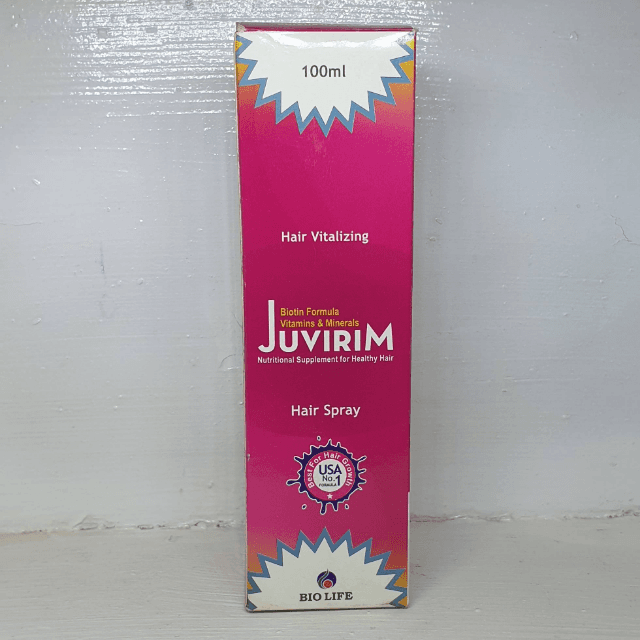 100ml
Hair Vitalizing
Biotin Formula
Vitamins & Minerals
JUVIRIM
Nutritional Supplement for Healthy Hair
Hair Spray
Best For Hair Growth
USA
No.1
FORMULA
BIO LIFE